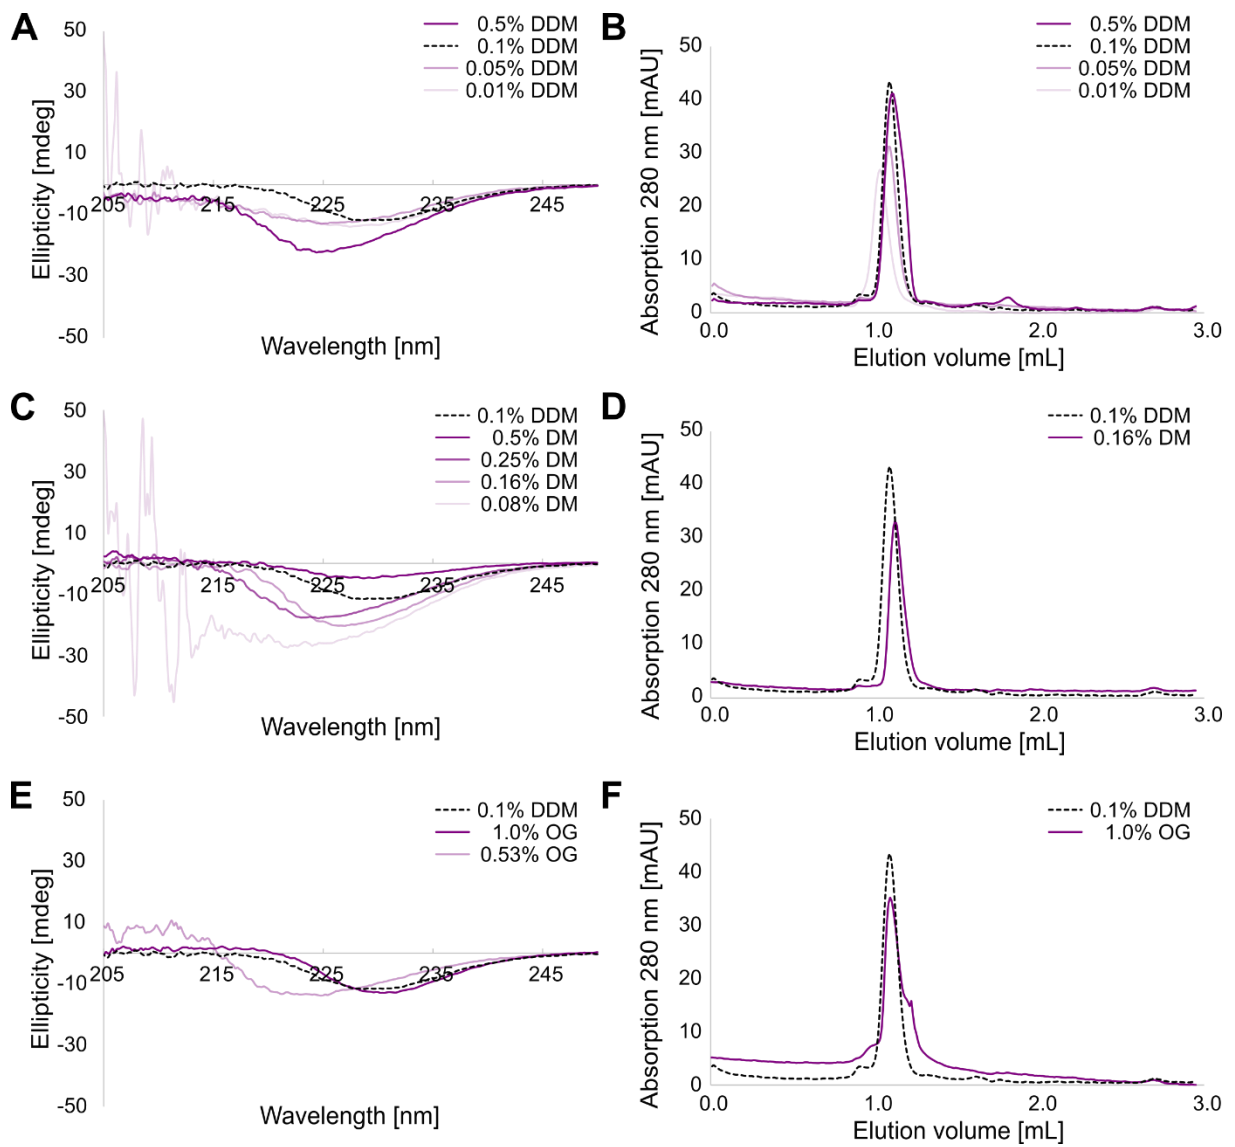 A
Ellipticity [mdeg]
50
30
10
-10
-30
-50
205
215
225
235
245
Wavelength [nm]
0.5% DDM
0.1% DDM
0.05% DDM
0.01% DDM
B
Absorption 280 nm [mAU]
50
40
30
20
10
0
0.0
1.0
2.0
3.0
Elution volume [mL]
0.5% DDM
0.1% DDM
0.05% DDM
0.01% DDM
C
Ellipticity [mdeg]
50
30
10
-10
-30
-50
205
215
225
235
245
Wavelength [nm]
0.1% DDM
0.5% DM
0.25% DM
0.16% DM
0.08% DM
D
Absorption 280 nm [mAU]
50
40
30
20
10
0
0.0
1.0
2.0
3.0
Elution volume [mL]
0.1% DDM
0.16% DM
E
Ellipticity [mdeg]
50
30
10
-10
-30
-50
205
215
225
235
245
Wavelength [nm]
0.1% DDM
1.0% OG
0.53% OG
F
Absorption 280 nm [mAU]
50
40
30
20
10
0
0.0
1.0
2.0
3.0
Elution volume [mL]
0.1% DDM
1.0% OG